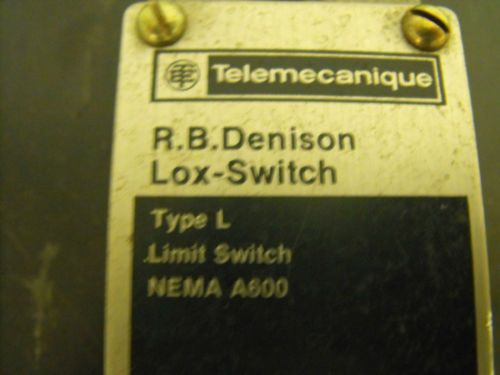 Telemecanique
R.B.Denison
Lox-Switch
Type L
Limit Switch
NEMA A600